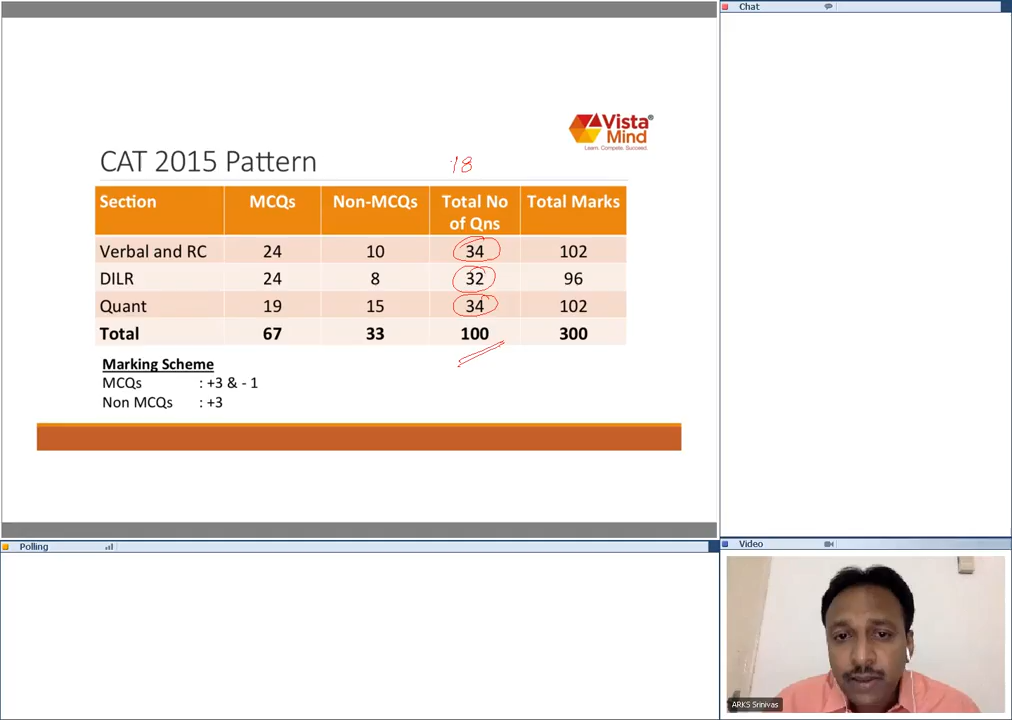 Chat
Vista®
Mind
Learn. Compete. Succeed.
CAT 2015 Pattern
18
Section MCQs Non-MCQs Total No of Qns Total Marks
Verbal and RC 24 10 34 102
DILR 24 8 32 96
Quant 19 15 34 102
Total 67 33 100 300
Marking Scheme
MCQs : +3 & - 1
Non MCQs : +3
Polling
Video
ARKS Srinivas